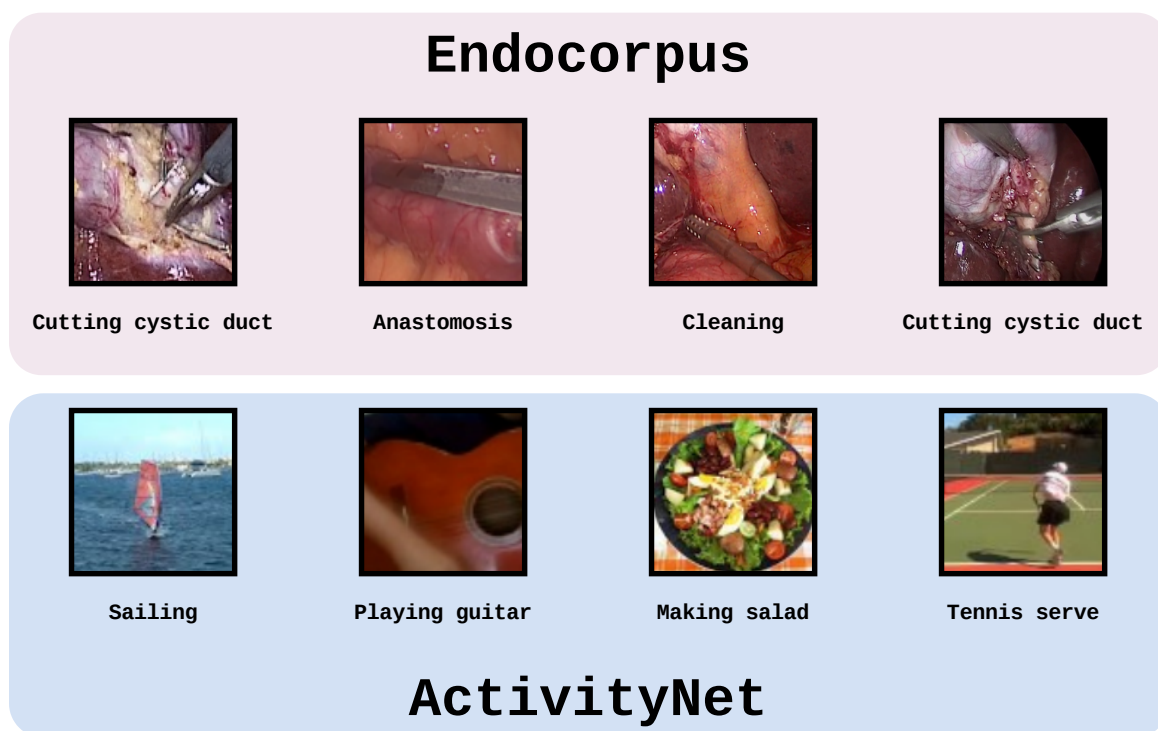 Endocorpus
Cutting cystic duct
Anastomosis
Cleaning
Cutting cystic duct
Sailing
Playing guitar
Making salad
Tennis serve
ActivityNet